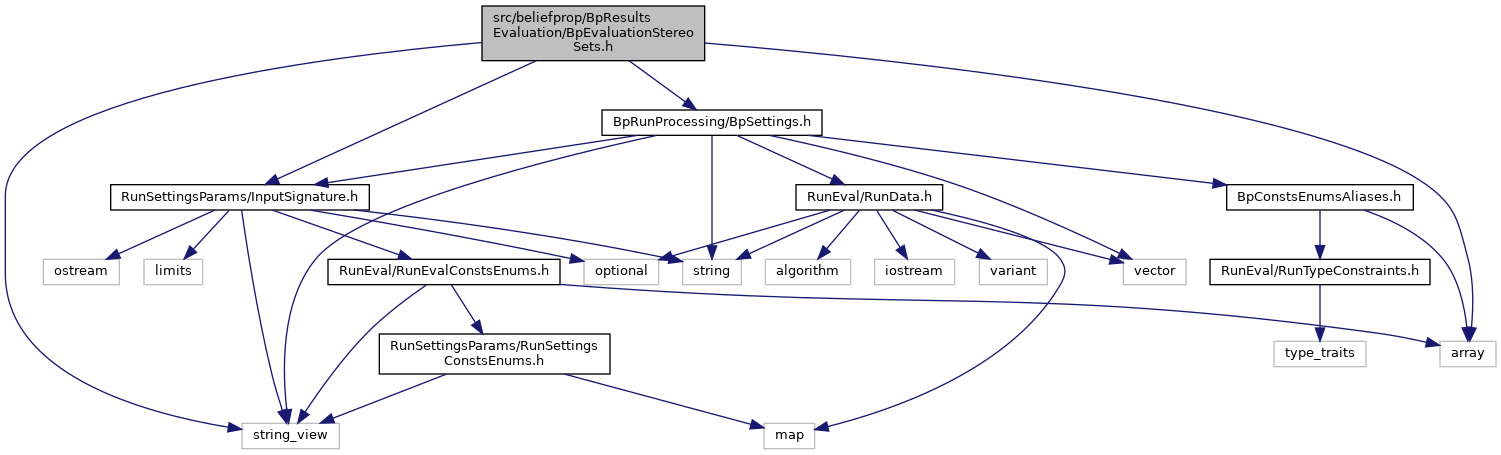 src/beliefprop/BpResults
Evaluation/BpEvaluationStereo
Sets.h
BpRunProcessing/BpSettings.h
RunSettingsParams/InputSignature.h
RunEval/RunData.h
BpConstsEnumsAliases.h
ostream
limits
RunEval/RunEvalConstsEnums.h
optional
string
algorithm
iostream
variant
vector
RunEval/RunTypeConstraints.h
RunSettingsParams/RunSettings
ConstsEnums.h
type_traits
array
string_view
map